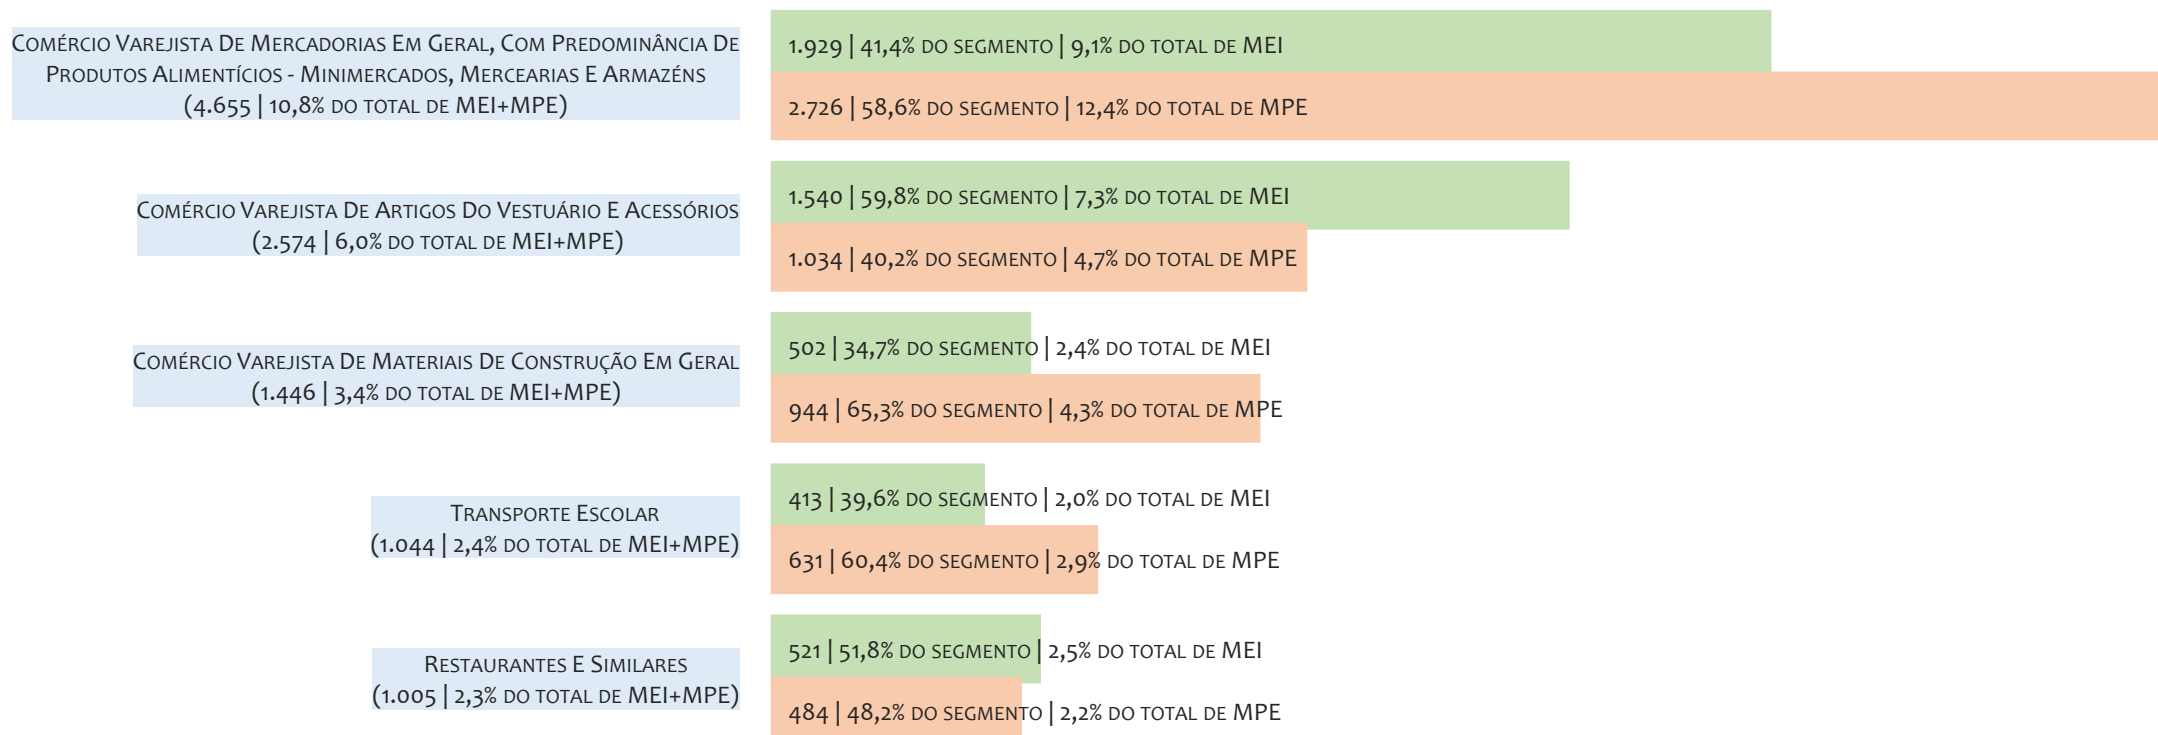 Comércio Varejista De Mercadorias Em Geral, Com Predominância De
Produtos Alimentícios - Minimercados, Mercearias E Armazéns
(4.655 | 10,8% do total de MEI+MPE)
1.929 | 41,4% do segmento | 9,1% do total de MEI
2.726 | 58,6% do segmento | 12,4% do total de MPE
Comércio Varejista De Artigos Do Vestuário E Acessórios
(2.574 | 6,0% do total de MEI+MPE)
1.540 | 59,8% do segmento | 7,3% do total de MEI
1.034 | 40,2% do segmento | 4,7% do total de MPE
Comércio Varejista De Materiais De Construção Em Geral
(1.446 | 3,4% do total de MEI+MPE)
502 | 34,7% do segmento | 2,4% do total de MEI
944 | 65,3% do segmento | 4,3% do total de MPE
Transporte Escolar
(1.044 | 2,4% do total de MEI+MPE)
413 | 39,6% do segmento | 2,0% do total de MEI
631 | 60,4% do segmento | 2,9% do total de MPE
Restaurantes E Similares
(1.005 | 2,3% do total de MEI+MPE)
521 | 51,8% do segmento | 2,5% do total de MEI
484 | 48,2% do segmento | 2,2% do total de MPE